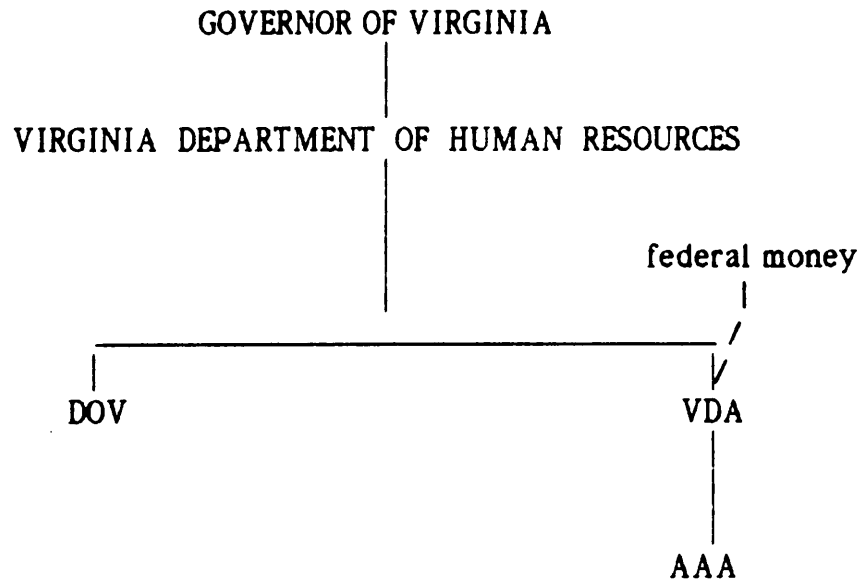 GOVERNOR OF VIRGINIA
VIRGINIA DEPARTMENT OF HUMAN RESOURCES
federal money
DOV VDA
AAA